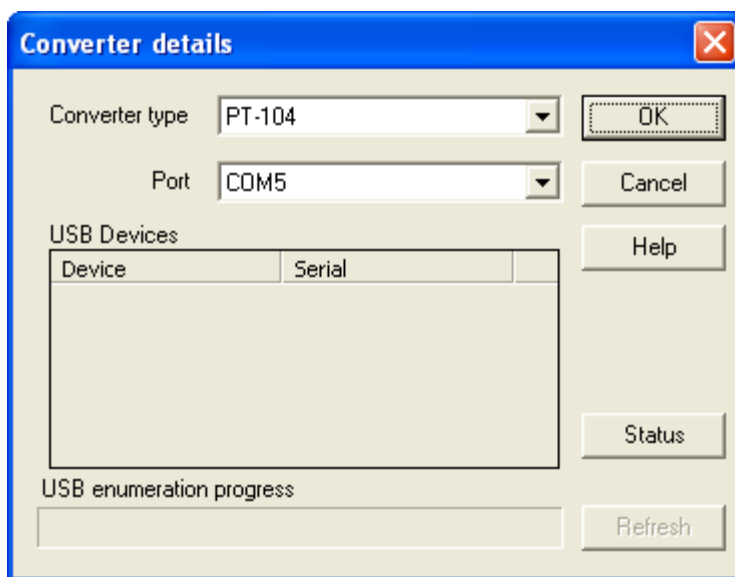 Converter details
Converter type PT-104 OK
Port COM5 Cancel
USB Devices Help
Device Serial
Status
USB enumeration progress
Refresh